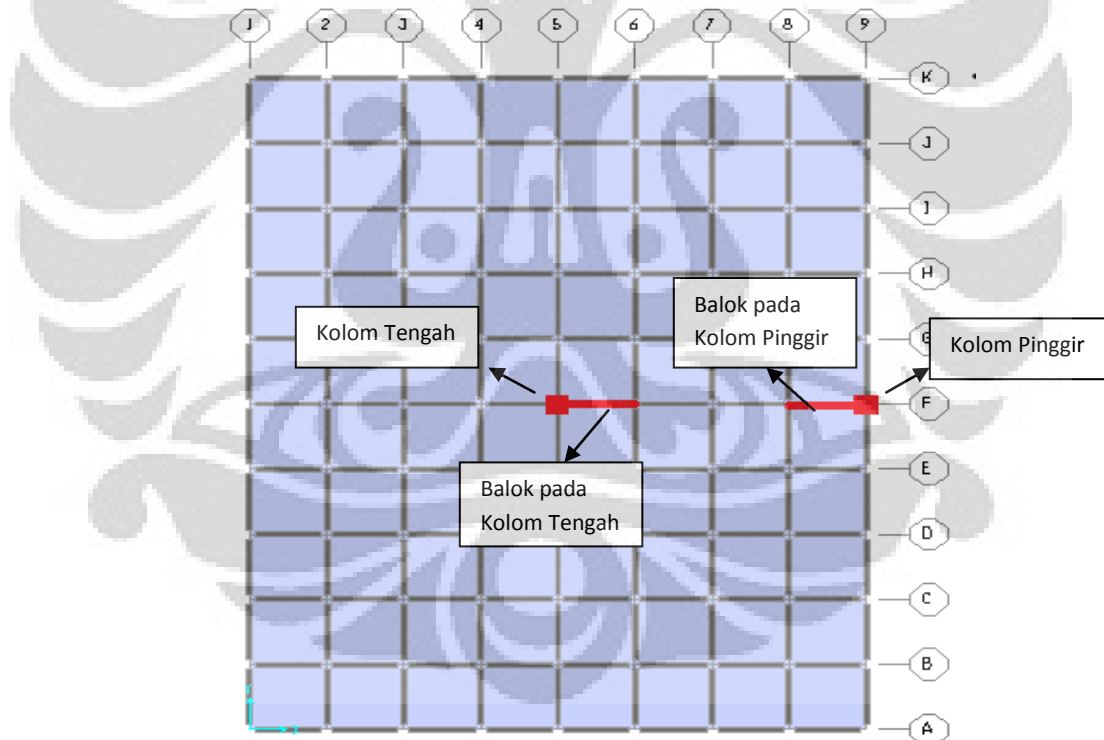 1 2 3 4 5 6 7 8 9
K
J
I
H
Balok pada
Kolom Pinggir
Kolom Tengah
G
Kolom Pinggir
F
E
Balok pada
Kolom Tengah
D
C
B
A